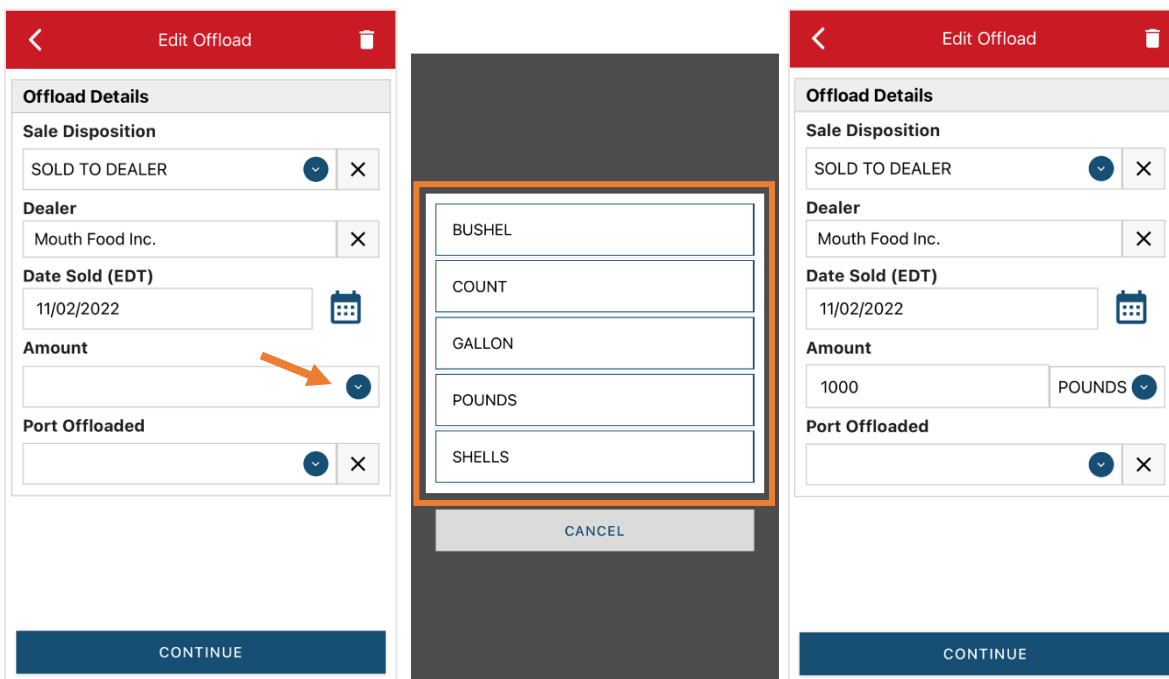 Edit Offload
Offload Details
Sale Disposition
SOLD TO DEALER
Dealer
Mouth Food Inc.
Date Sold (EDT)
11/02/2022
Amount
Port Offloaded
CONTINUE
BUSHEL
COUNT
GALLON
POUNDS
SHELLS
CANCEL
Edit Offload
Offload Details
Sale Disposition
SOLD TO DEALER
Dealer
Mouth Food Inc.
Date Sold (EDT)
11/02/2022
Amount
1000 POUNDS
Port Offloaded
CONTINUE